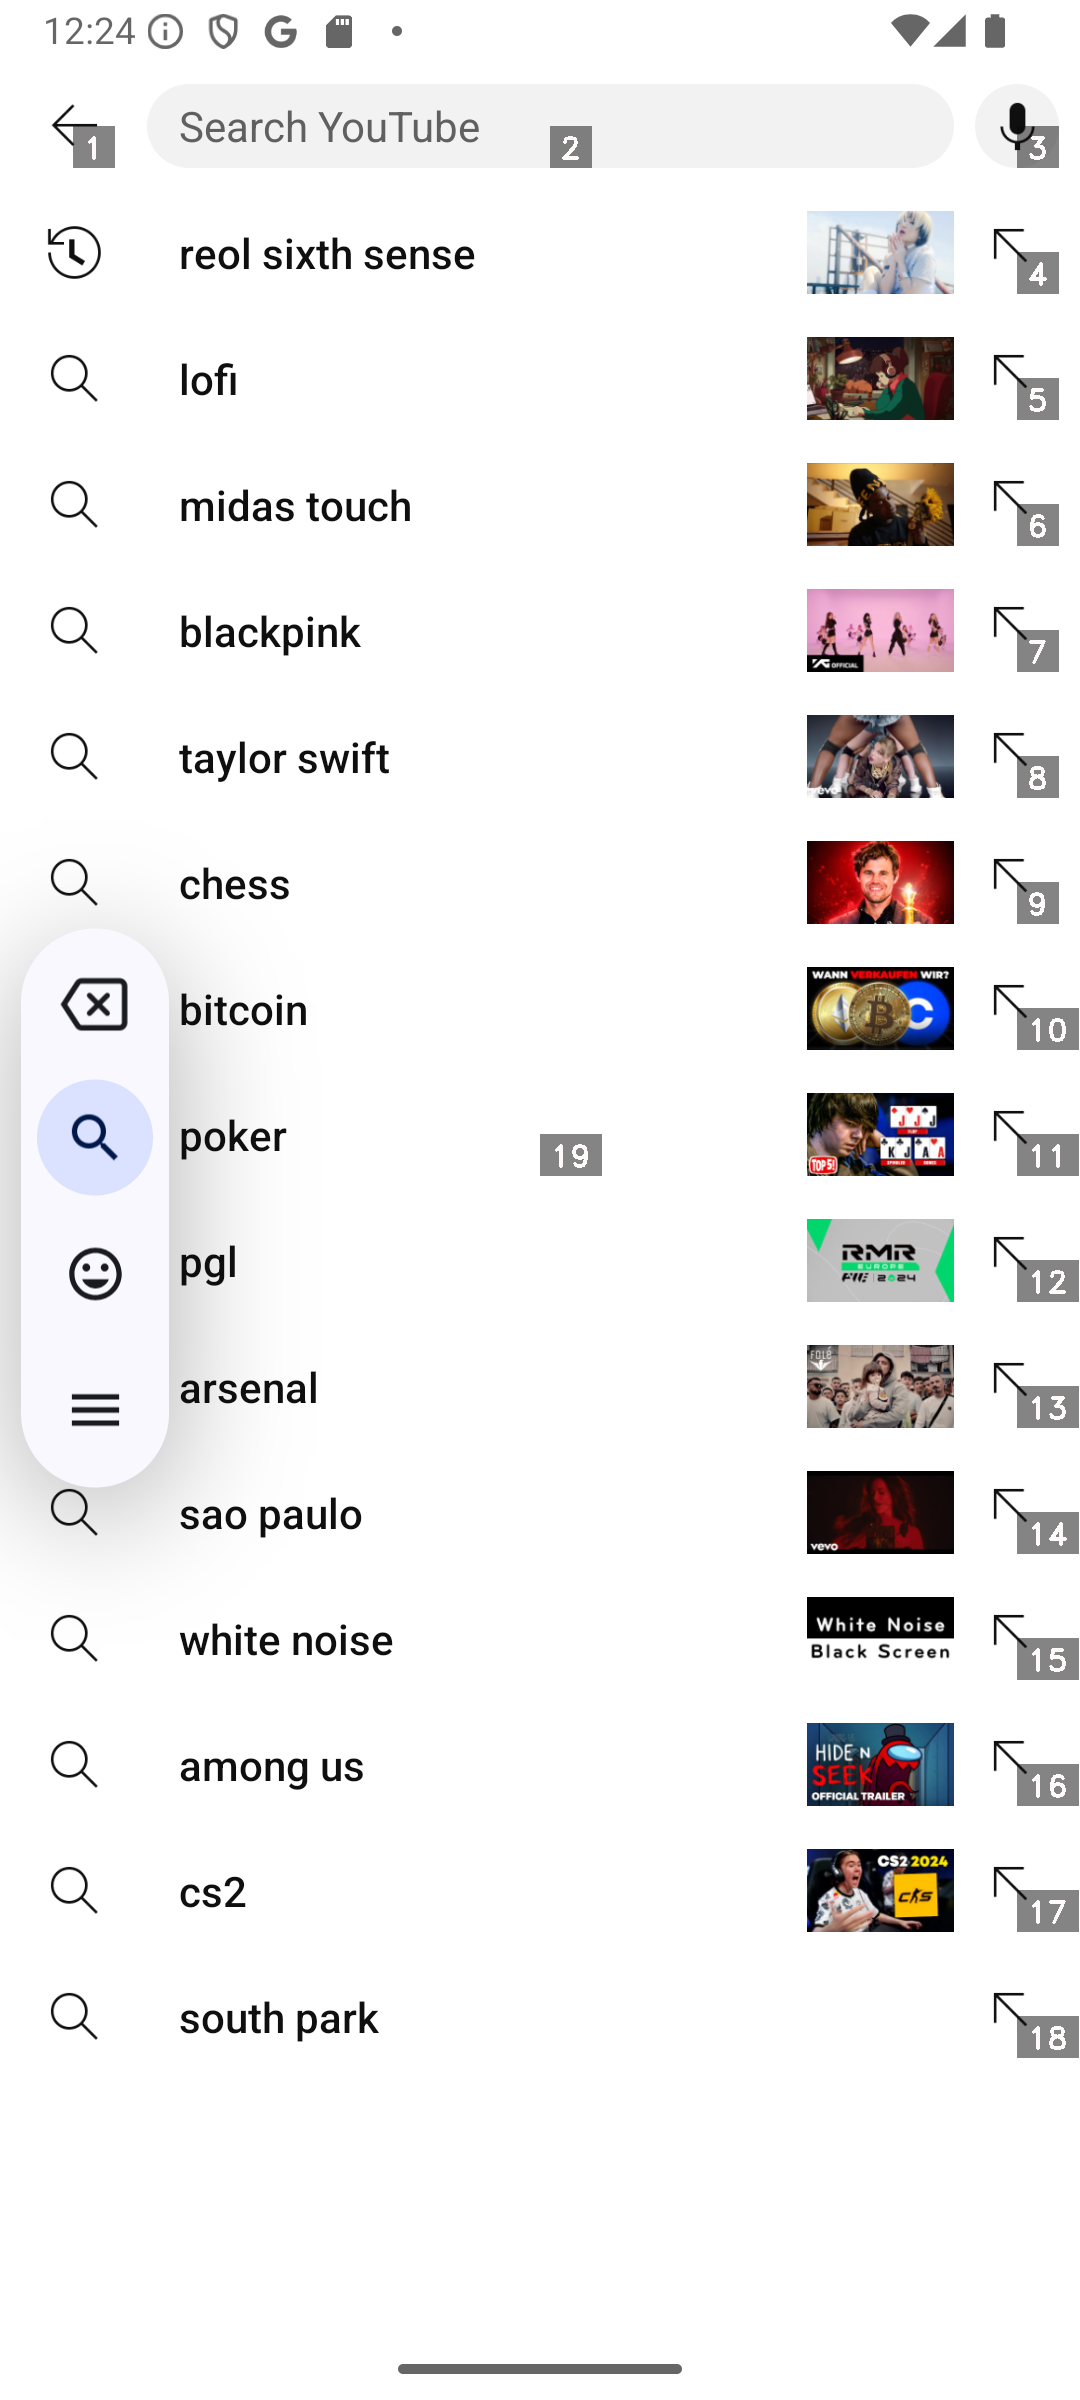 12:24
Search YouTube
1
2
3
reol sixth sense
4
lofi
5
midas touch
6
blackpink
OFFICIAL
7
taylor swift
vevo
8
chess
9
bitcoin
WANN VERKAUFEN WIR?
10
poker
TOP 5!
J J J
K J A A
11
19
pgl
RMR
EUROPE
2024
12
arsenal
FOLÉ
13
sao paulo
vevo
14
white noise
White Noise
Black Screen
15
among us
HIDE N
SEEK
OFFICIAL TRAILER
16
cs2
CS2 2024
17
south park
18